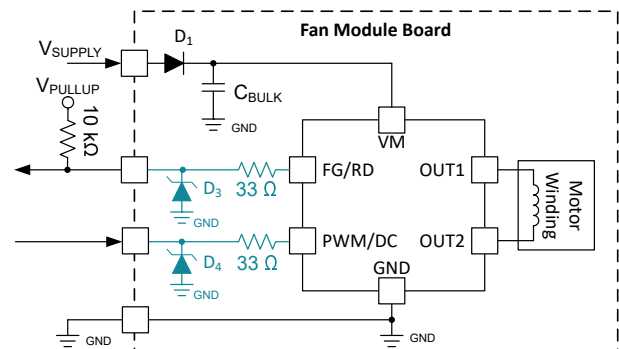 Fan Module Board
D1
VSUPPLY
VPULLUP
CBULK
GND
10 kΩ
VM
FG/RD
OUT1
D3
33 Ω
GND
Motor
Winding
PWM/DC
OUT2
D4
33 Ω
GND
GND
GND
GND